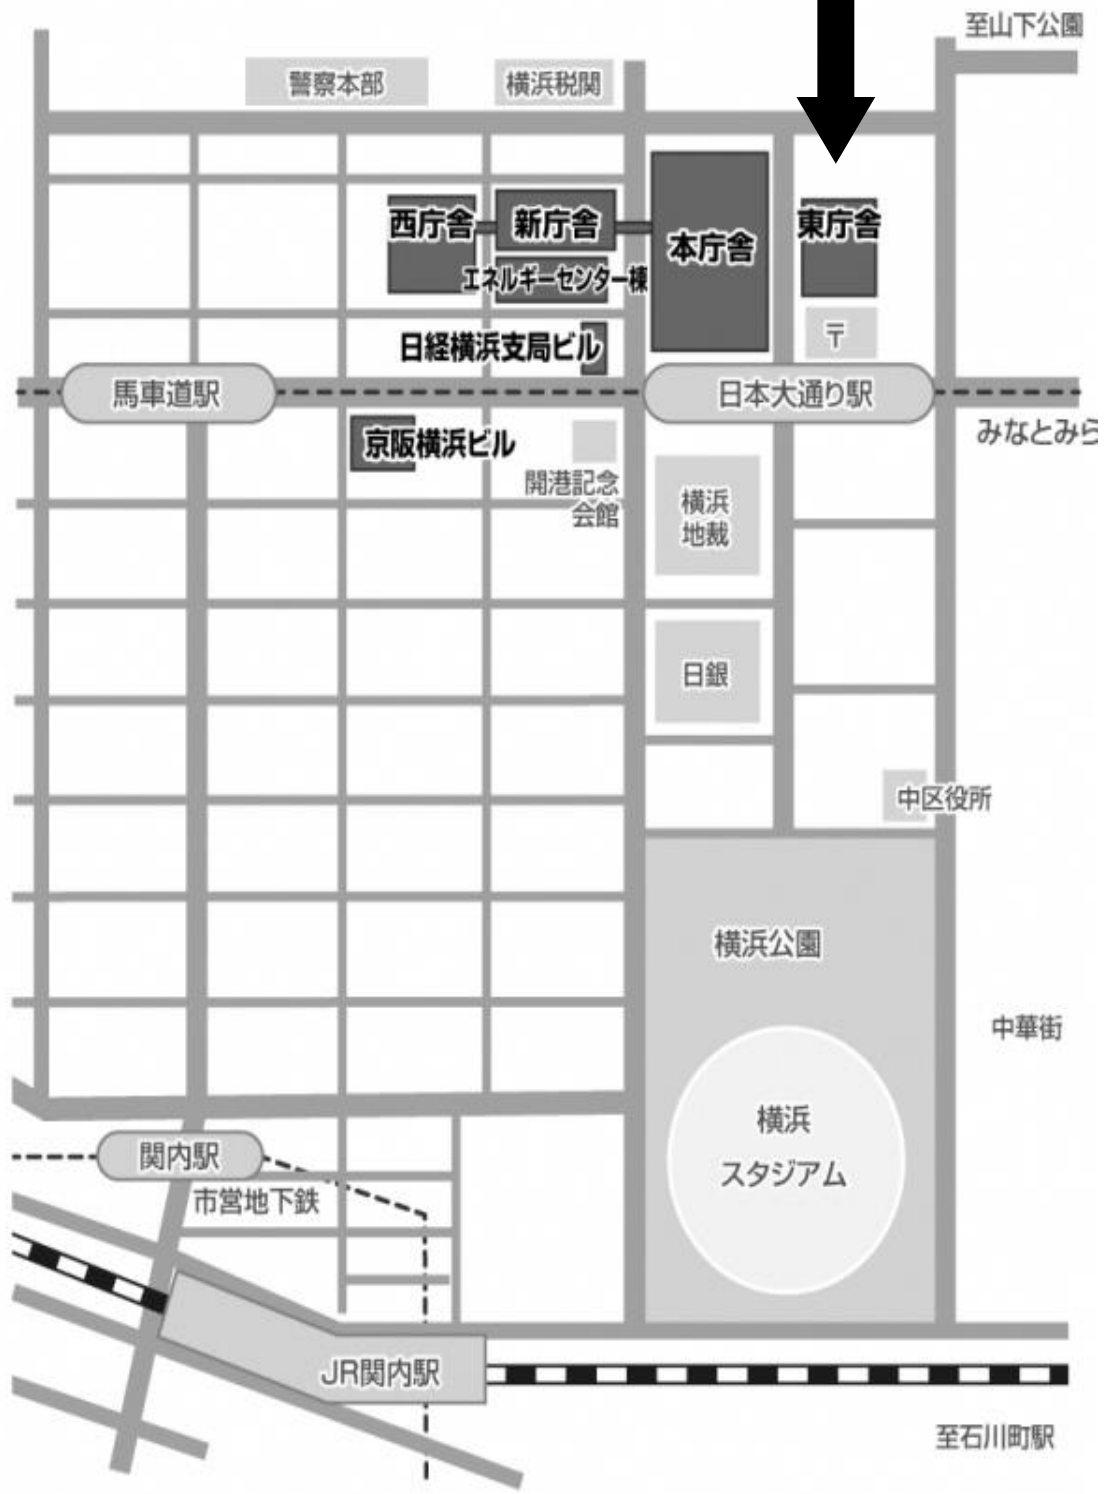 至山下公園
警察本部
横浜税関
西庁舎
新庁舎
本庁舎
東庁舎
エネルギーセンター棟
〒
日経横浜支局ビル
馬車道駅
日本大通り駅
みなとみら
京阪横浜ビル
開港記念
会館
横浜
地裁
日銀
中区役所
横浜公園
中華街
横浜
スタジアム
関内駅
市営地下鉄
JR関内駅
至石川町駅